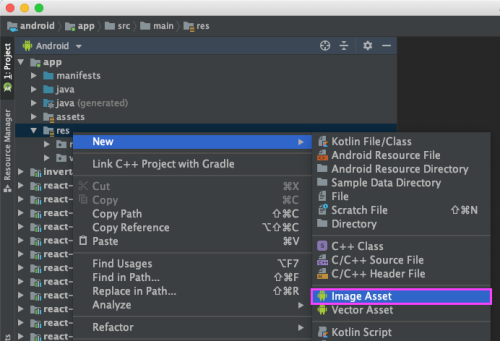 android app src main res
Android
1: Project
Resource Manager
app
manifests
java
java (generated)
assets
res
New
Link C++ Project with Gradle
Cut ⌘X
Copy ⌘C
Copy Path ⇧⌘C
Copy Reference ⌥⇧⌘C
Paste ⌘V
Find Usages ⌥F7
Find in Path... ⇧⌘F
Replace in Path... ⇧⌘R
Analyze
Refactor
invert
react-
react-
react-
react-
react-
react-
react-
react-
react-
react-
react-
react-
Kotlin File/Class
Android Resource File
Android Resource Directory
Sample Data Directory
File
Scratch File ⇧⌘N
Directory
C++ Class
C/C++ Source File
C/C++ Header File
Image Asset
Vector Asset
Kotlin Script